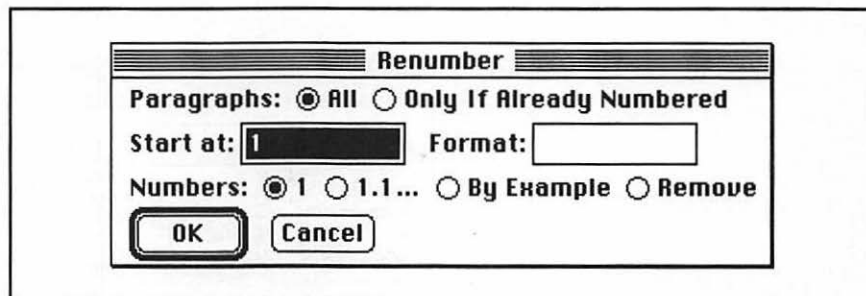 Renumber
Paragraphs: All Only If Already Numbered
Start at: 1 Format:
Numbers: 1 1.1... By Example Remove
OK Cancel